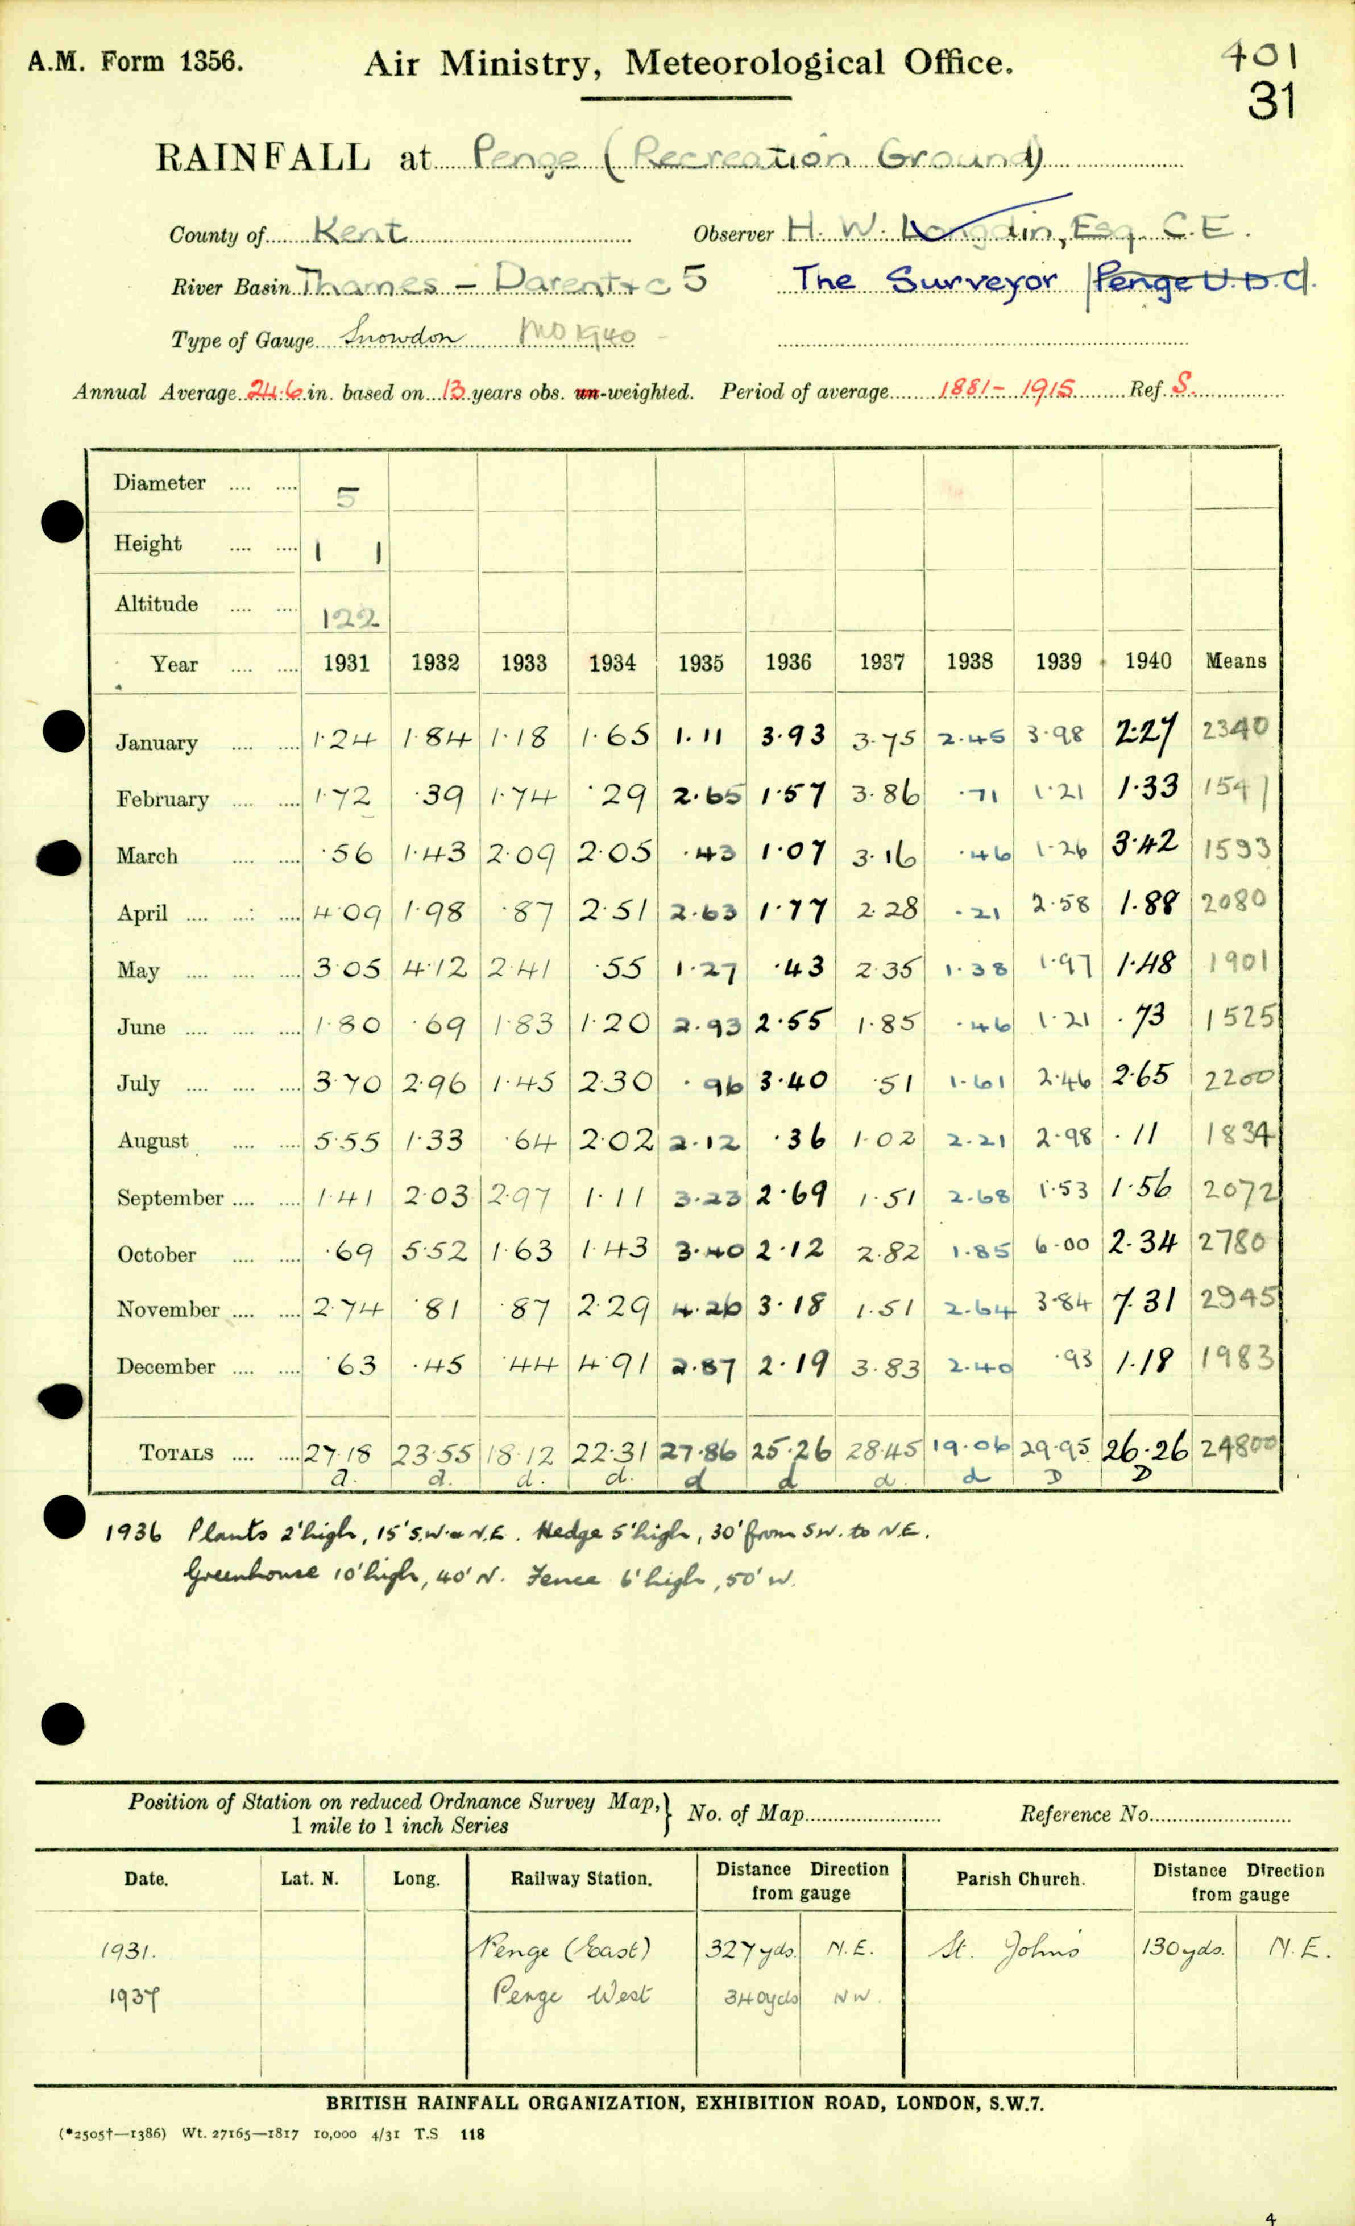 A.M. Form 1356. Air Ministry, Meteorological Office. 401
31
RAINFALL at Penge (Recreation Ground)
County of Kent Observer H. W. Longdin, Esq. C.E.
River Basin Thames - Darent + c 5 The Surveyor Penge U.D.C.
Type of Gauge Snowdon MO 1940
Annual Average 24.6 in. based on 13 years obs. un-weighted. Period of average 1881 - 1915 Ref. S.
Diameter 5
Height 1 1
Altitude 122
Year 1931 1932 1933 1934 1935 1936 1937 1938 1939 1940 Means
January 1.24 1.84 1.18 1.65 1.11 3.93 3.75 2.45 3.98 2.27 2340
February 1.72 .39 1.74 .29 2.65 1.57 3.86 .71 1.21 1.33 1547
March .56 1.43 2.09 2.05 .43 1.07 3.16 .46 1.26 3.42 1593
April 4.09 1.98 .87 2.51 2.63 1.77 2.28 .21 2.58 1.88 2080
May 3.05 4.12 2.41 .55 1.27 .43 2.35 1.38 1.97 1.48 1901
June 1.80 .69 1.83 1.20 2.93 2.55 1.85 .46 1.21 .73 1525
July 3.70 2.96 1.45 2.30 .96 3.40 .51 1.61 2.46 2.65 2200
August 5.55 1.33 .64 2.02 2.12 .36 1.02 2.21 2.98 .11 1834
September 1.41 2.03 2.97 1.11 3.23 2.69 1.51 2.68 1.53 1.56 2072
October .69 5.52 1.63 1.43 3.40 2.12 2.82 1.85 6.00 2.34 2780
November 2.74 .81 .87 2.29 4.26 3.18 1.51 2.64 3.84 7.31 2945
December .63 .45 .44 4.91 2.87 2.19 3.83 2.40 .93 1.18 1983
TOTALS 27.18 23.55 18.12 22.31 27.86 25.26 28.45 19.06 29.95 26.26 24800
a. d. d. d. d d d. d D D
1936 Plants 2' high, 15' S.W. & N.E. Hedge 5' high, 30' from SW. to N.E.
Greenhouse 10' high, 40' N. Fence 6' high, 50' W.
Position of Station on reduced Ordnance Survey Map,} No. of Map Reference No.
1 mile to 1 inch Series
Date. Lat. N. Long. Railway Station. Distance Direction from gauge Parish Church. Distance Direction from gauge
1931. Penge (East) 327 yds. N.E. St. John's 130 yds. N.E.
1937 Penge West 340 yds NW.
BRITISH RAINFALL ORGANIZATION, EXHIBITION ROAD, LONDON, S.W.7.
(*2505†—1386) Wt. 27165—1817 10,000 4/31 T.S 118
4